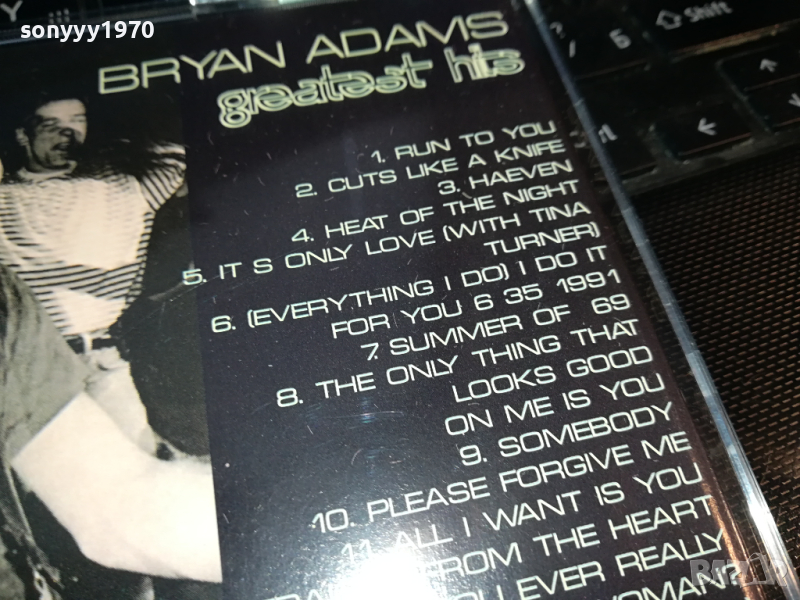 sonyyy1970
Shift
BRYAN ADAMS
greatest hits
1. RUN TO YOU
2. CUTS LIKE A KNIFE
3. HAEVEN
4. HEAT OF THE NIGHT
5. IT S ONLY LOVE (WITH TINA
TURNER)
6. (EVERYTHING I DO) I DO IT
FOR YOU 6 35 1991
7. SUMMER OF 69
8. THE ONLY THING THAT
LOOKS GOOD
ON ME IS YOU
9. SOMEBODY
10. PLEASE FORGIVE ME
11. ALL I WANT IS YOU
FROM THE HEART
YOU EVER REALLY
WOMAN?